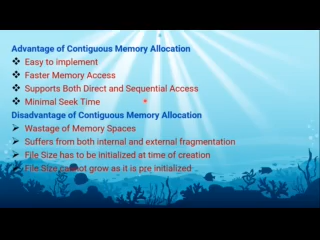 Advantage of Contiguous Memory Allocation
Easy to implement
Faster Memory Access
Supports Both Direct and Sequential Access
Minimal Seek Time
Disadvantage of Contiguous Memory Allocation
Wastage of Memory Spaces
Suffers from both internal and external fragmentation
File Size has to be initialized at time of creation
File Size cannot grow as it is pre initialized